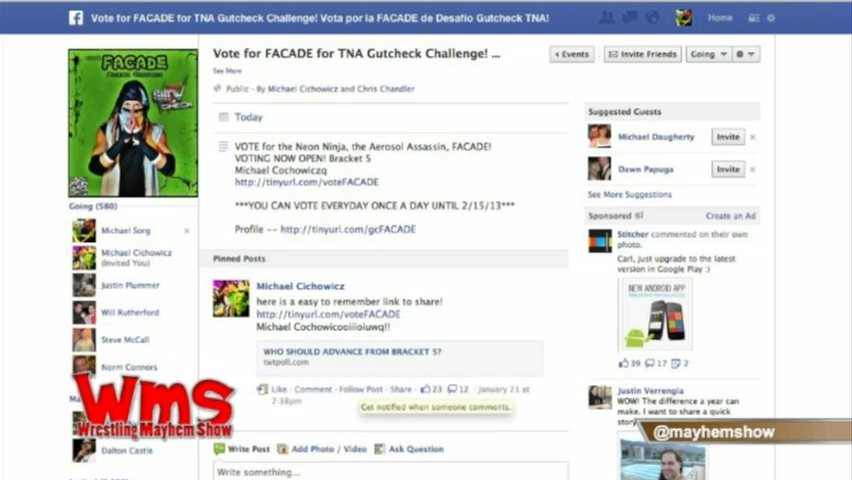 Vote for FACADE for TNA Gutcheck Challenge! Vota por la FACADE de Desafio Gutcheck TNA!
Home
FACADE
CHECK
Vote for FACADE for TNA Gutcheck Challenge! ...
See More
Events
Invite Friends
Going
Public · By Michael Cichowicz and Chris Chandler
Today
VOTE for the Neon Ninja, the Aerosol Assassin, FACADE!
VOTING NOW OPEN! Bracket 5
Michael Cochowiczq
http://tinyurl.com/voteFACADE
***YOU CAN VOTE EVERYDAY ONCE A DAY UNTIL 2/15/13***
Profile -- http://tinyurl.com/gcFACADE
Going (580)
Michael Sorg
Michael Cichowicz
(Invited You)
Justin Plummer
Will Rutherford
Steve McCall
Norm Connors
Dalton Castle
Pinned Posts
Michael Cichowicz
here is a easy to remember link to share!
http://tinyurl.com/voteFACADE
Michael Cochowicooiiioiuwq!!
WHO SHOULD ADVANCE FROM BRACKET 5?
twtpoll.com
Like · Comment · Follow Post · Share · 23 12 · January 21 at
7:38pm
Get notified when someone comments.
Write Post
Add Photo / Video
Ask Question
Write something...
Suggested Guests
Michael Daugherty
Invite
Dawn Papuga
Invite
See More Suggestions
Sponsored
Create an Ad
Stitcher commented on their own
photo.
Carl, just upgrade to the latest
version in Google Play :)
NEW ANDROID APP
39 17 2
Justin Verrengia
WOW! The difference a year can
make. I want to share a quick
story
Wms
Wrestling Mayhem Show
@mayhemshow